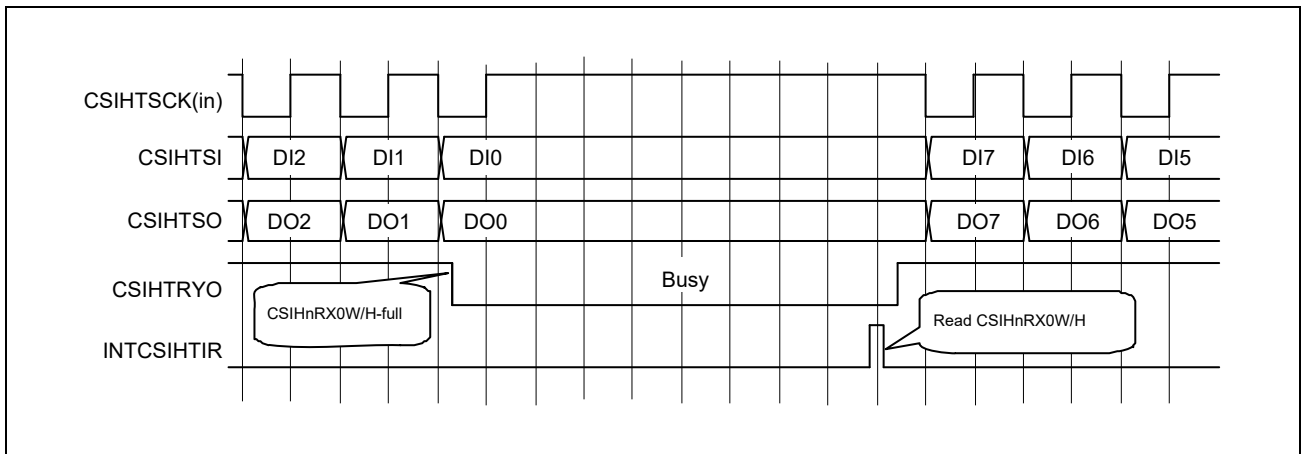 CSIHTSCK(in)
CSIHTSI DI2 DI1 DI0 DI7 DI6 DI5
CSIHTSO DO2 DO1 DO0 DO7 DO6 DO5
CSIHTRYO Busy
CSIHnRX0W/H-full
Read CSIHnRX0W/H
INTCSIHTIR